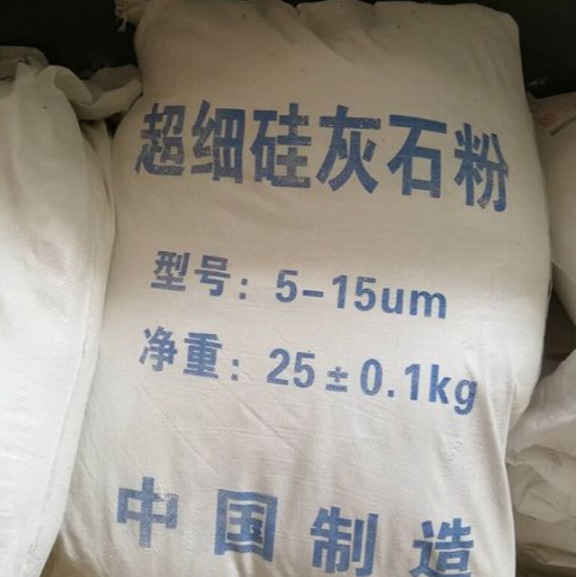 超细硅灰石粉
型号：5-15um
净重：25±0.1kg
中国制造